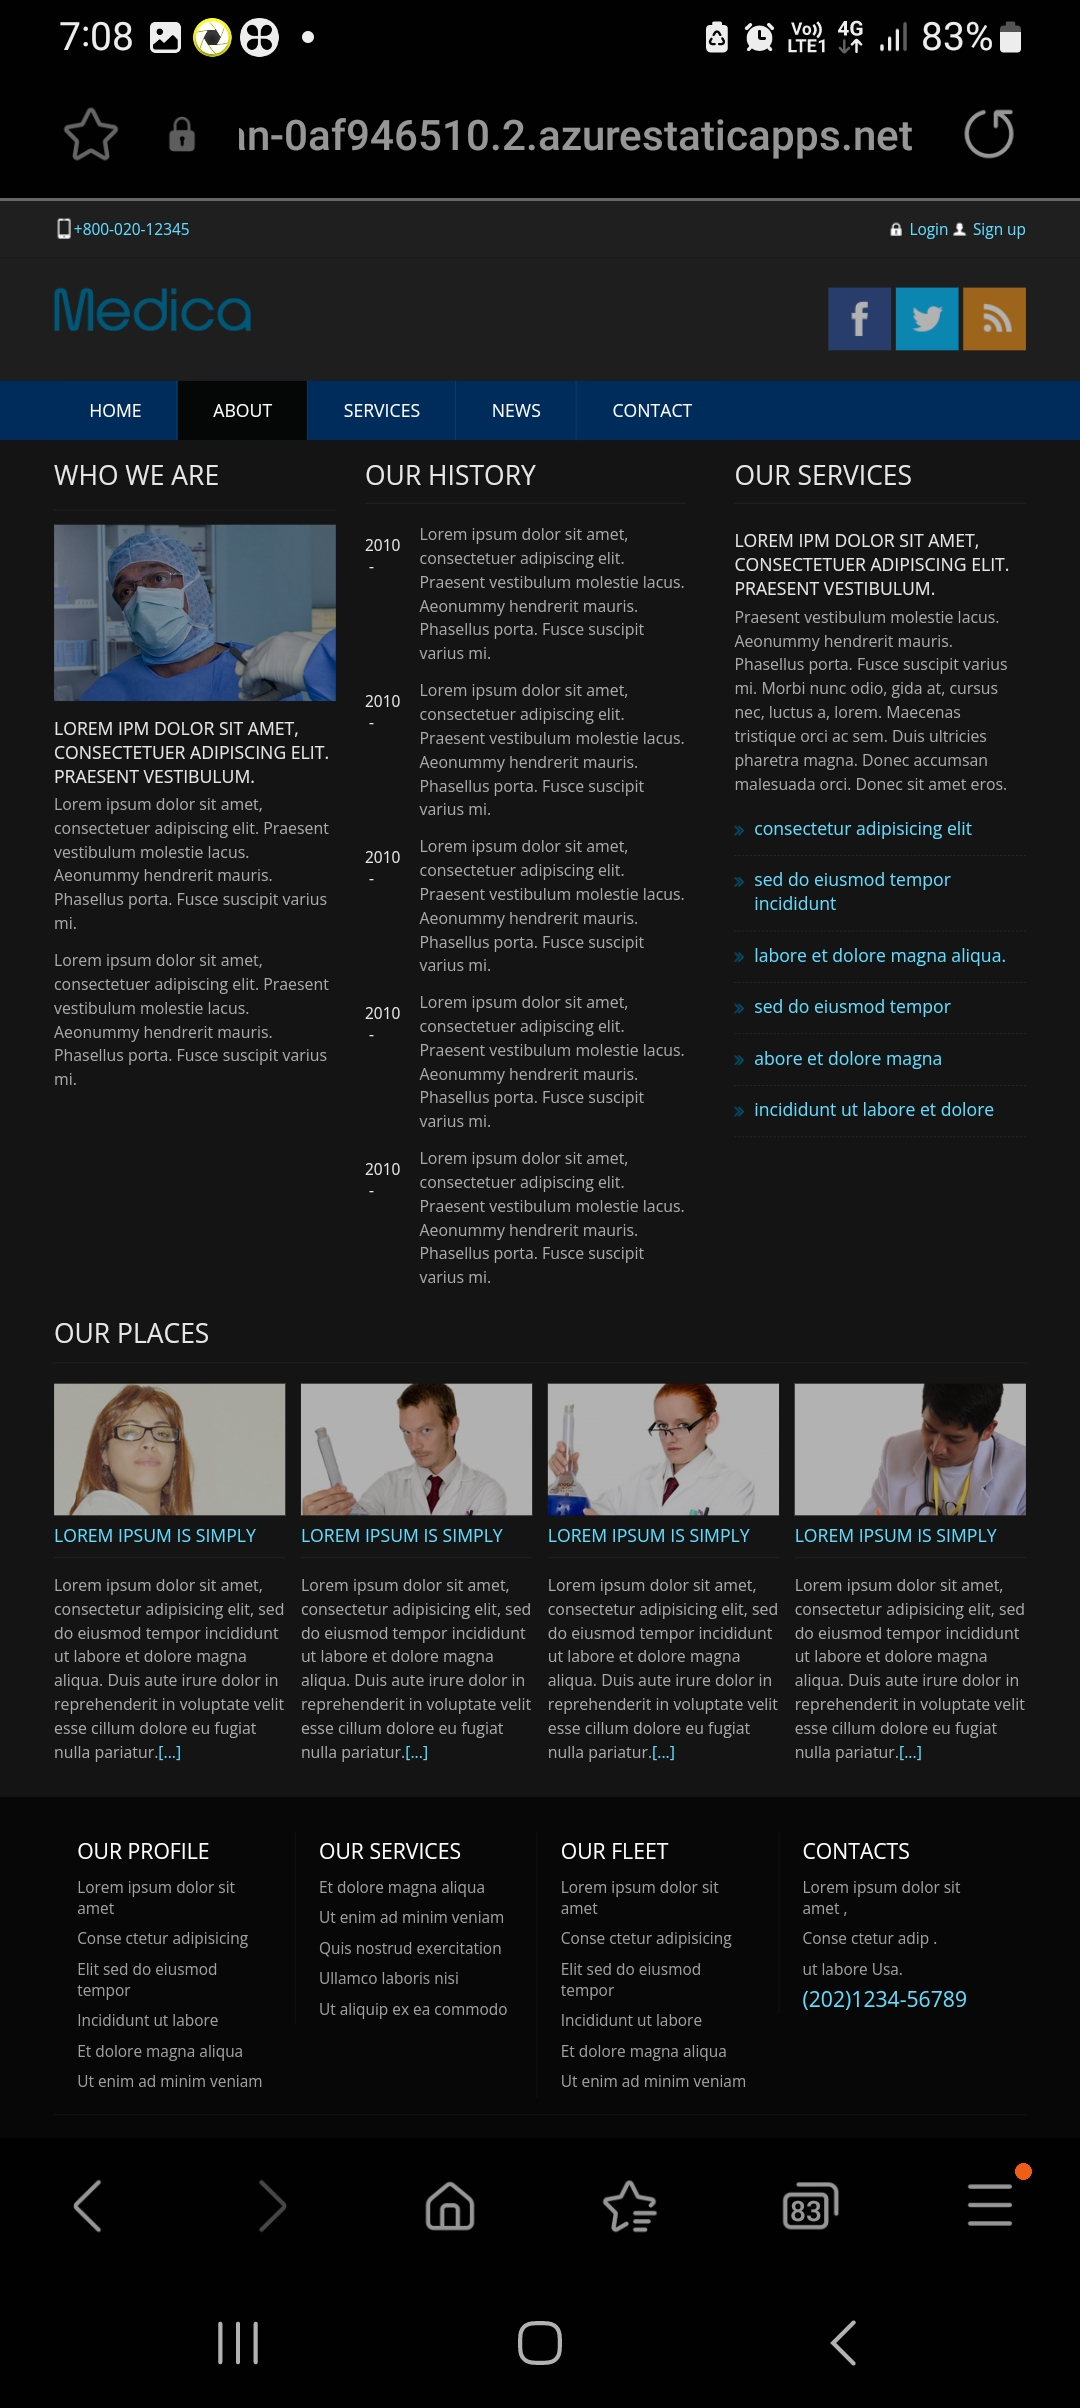 7:08
Vo)) 4G 83%
LTE1
n-0af946510.2.azurestaticapps.net
+800-020-12345 Login Sign up
Medica
HOME ABOUT SERVICES NEWS CONTACT
WHO WE ARE
LOREM IPM DOLOR SIT AMET,
CONSECTETUER ADIPISCING ELIT.
PRAESENT VESTIBULUM.
Lorem ipsum dolor sit amet,
consectetuer adipiscing elit. Praesent
vestibulum molestie lacus.
Aeonummy hendrerit mauris.
Phasellus porta. Fusce suscipit varius
mi.
Lorem ipsum dolor sit amet,
consectetuer adipiscing elit. Praesent
vestibulum molestie lacus.
Aeonummy hendrerit mauris.
Phasellus porta. Fusce suscipit varius
mi.
OUR HISTORY
2010
-
Lorem ipsum dolor sit amet,
consectetuer adipiscing elit.
Praesent vestibulum molestie lacus.
Aeonummy hendrerit mauris.
Phasellus porta. Fusce suscipit
varius mi.
2010
-
Lorem ipsum dolor sit amet,
consectetuer adipiscing elit.
Praesent vestibulum molestie lacus.
Aeonummy hendrerit mauris.
Phasellus porta. Fusce suscipit
varius mi.
2010
-
Lorem ipsum dolor sit amet,
consectetuer adipiscing elit.
Praesent vestibulum molestie lacus.
Aeonummy hendrerit mauris.
Phasellus porta. Fusce suscipit
varius mi.
2010
-
Lorem ipsum dolor sit amet,
consectetuer adipiscing elit.
Praesent vestibulum molestie lacus.
Aeonummy hendrerit mauris.
Phasellus porta. Fusce suscipit
varius mi.
2010
-
Lorem ipsum dolor sit amet,
consectetuer adipiscing elit.
Praesent vestibulum molestie lacus.
Aeonummy hendrerit mauris.
Phasellus porta. Fusce suscipit
varius mi.
OUR SERVICES
LOREM IPM DOLOR SIT AMET,
CONSECTETUER ADIPISCING ELIT.
PRAESENT VESTIBULUM.
Praesent vestibulum molestie lacus.
Aeonummy hendrerit mauris.
Phasellus porta. Fusce suscipit varius
mi. Morbi nunc odio, gida at, cursus
nec, luctus a, lorem. Maecenas
tristique orci ac sem. Duis ultricies
pharetra magna. Donec accumsan
malesuada orci. Donec sit amet eros.
consectetur adipisicing elit
sed do eiusmod tempor
incididunt
labore et dolore magna aliqua.
sed do eiusmod tempor
abore et dolore magna
incididunt ut labore et dolore
OUR PLACES
LOREM IPSUM IS SIMPLY
Lorem ipsum dolor sit amet,
consectetur adipisicing elit, sed
do eiusmod tempor incididunt
ut labore et dolore magna
aliqua. Duis aute irure dolor in
reprehenderit in voluptate velit
esse cillum dolore eu fugiat
nulla pariatur.[...]
LOREM IPSUM IS SIMPLY
Lorem ipsum dolor sit amet,
consectetur adipisicing elit, sed
do eiusmod tempor incididunt
ut labore et dolore magna
aliqua. Duis aute irure dolor in
reprehenderit in voluptate velit
esse cillum dolore eu fugiat
nulla pariatur.[...]
LOREM IPSUM IS SIMPLY
Lorem ipsum dolor sit amet,
consectetur adipisicing elit, sed
do eiusmod tempor incididunt
ut labore et dolore magna
aliqua. Duis aute irure dolor in
reprehenderit in voluptate velit
esse cillum dolore eu fugiat
nulla pariatur.[...]
LOREM IPSUM IS SIMPLY
Lorem ipsum dolor sit amet,
consectetur adipisicing elit, sed
do eiusmod tempor incididunt
ut labore et dolore magna
aliqua. Duis aute irure dolor in
reprehenderit in voluptate velit
esse cillum dolore eu fugiat
nulla pariatur.[...]
OUR PROFILE
Lorem ipsum dolor sit
amet
Conse ctetur adipisicing
Elit sed do eiusmod
tempor
Incididunt ut labore
Et dolore magna aliqua
Ut enim ad minim veniam
OUR SERVICES
Et dolore magna aliqua
Ut enim ad minim veniam
Quis nostrud exercitation
Ullamco laboris nisi
Ut aliquip ex ea commodo
OUR FLEET
Lorem ipsum dolor sit
amet
Conse ctetur adipisicing
Elit sed do eiusmod
tempor
Incididunt ut labore
Et dolore magna aliqua
Ut enim ad minim veniam
CONTACTS
Lorem ipsum dolor sit
amet ,
Conse ctetur adip .
ut labore Usa.
(202)1234-56789
83